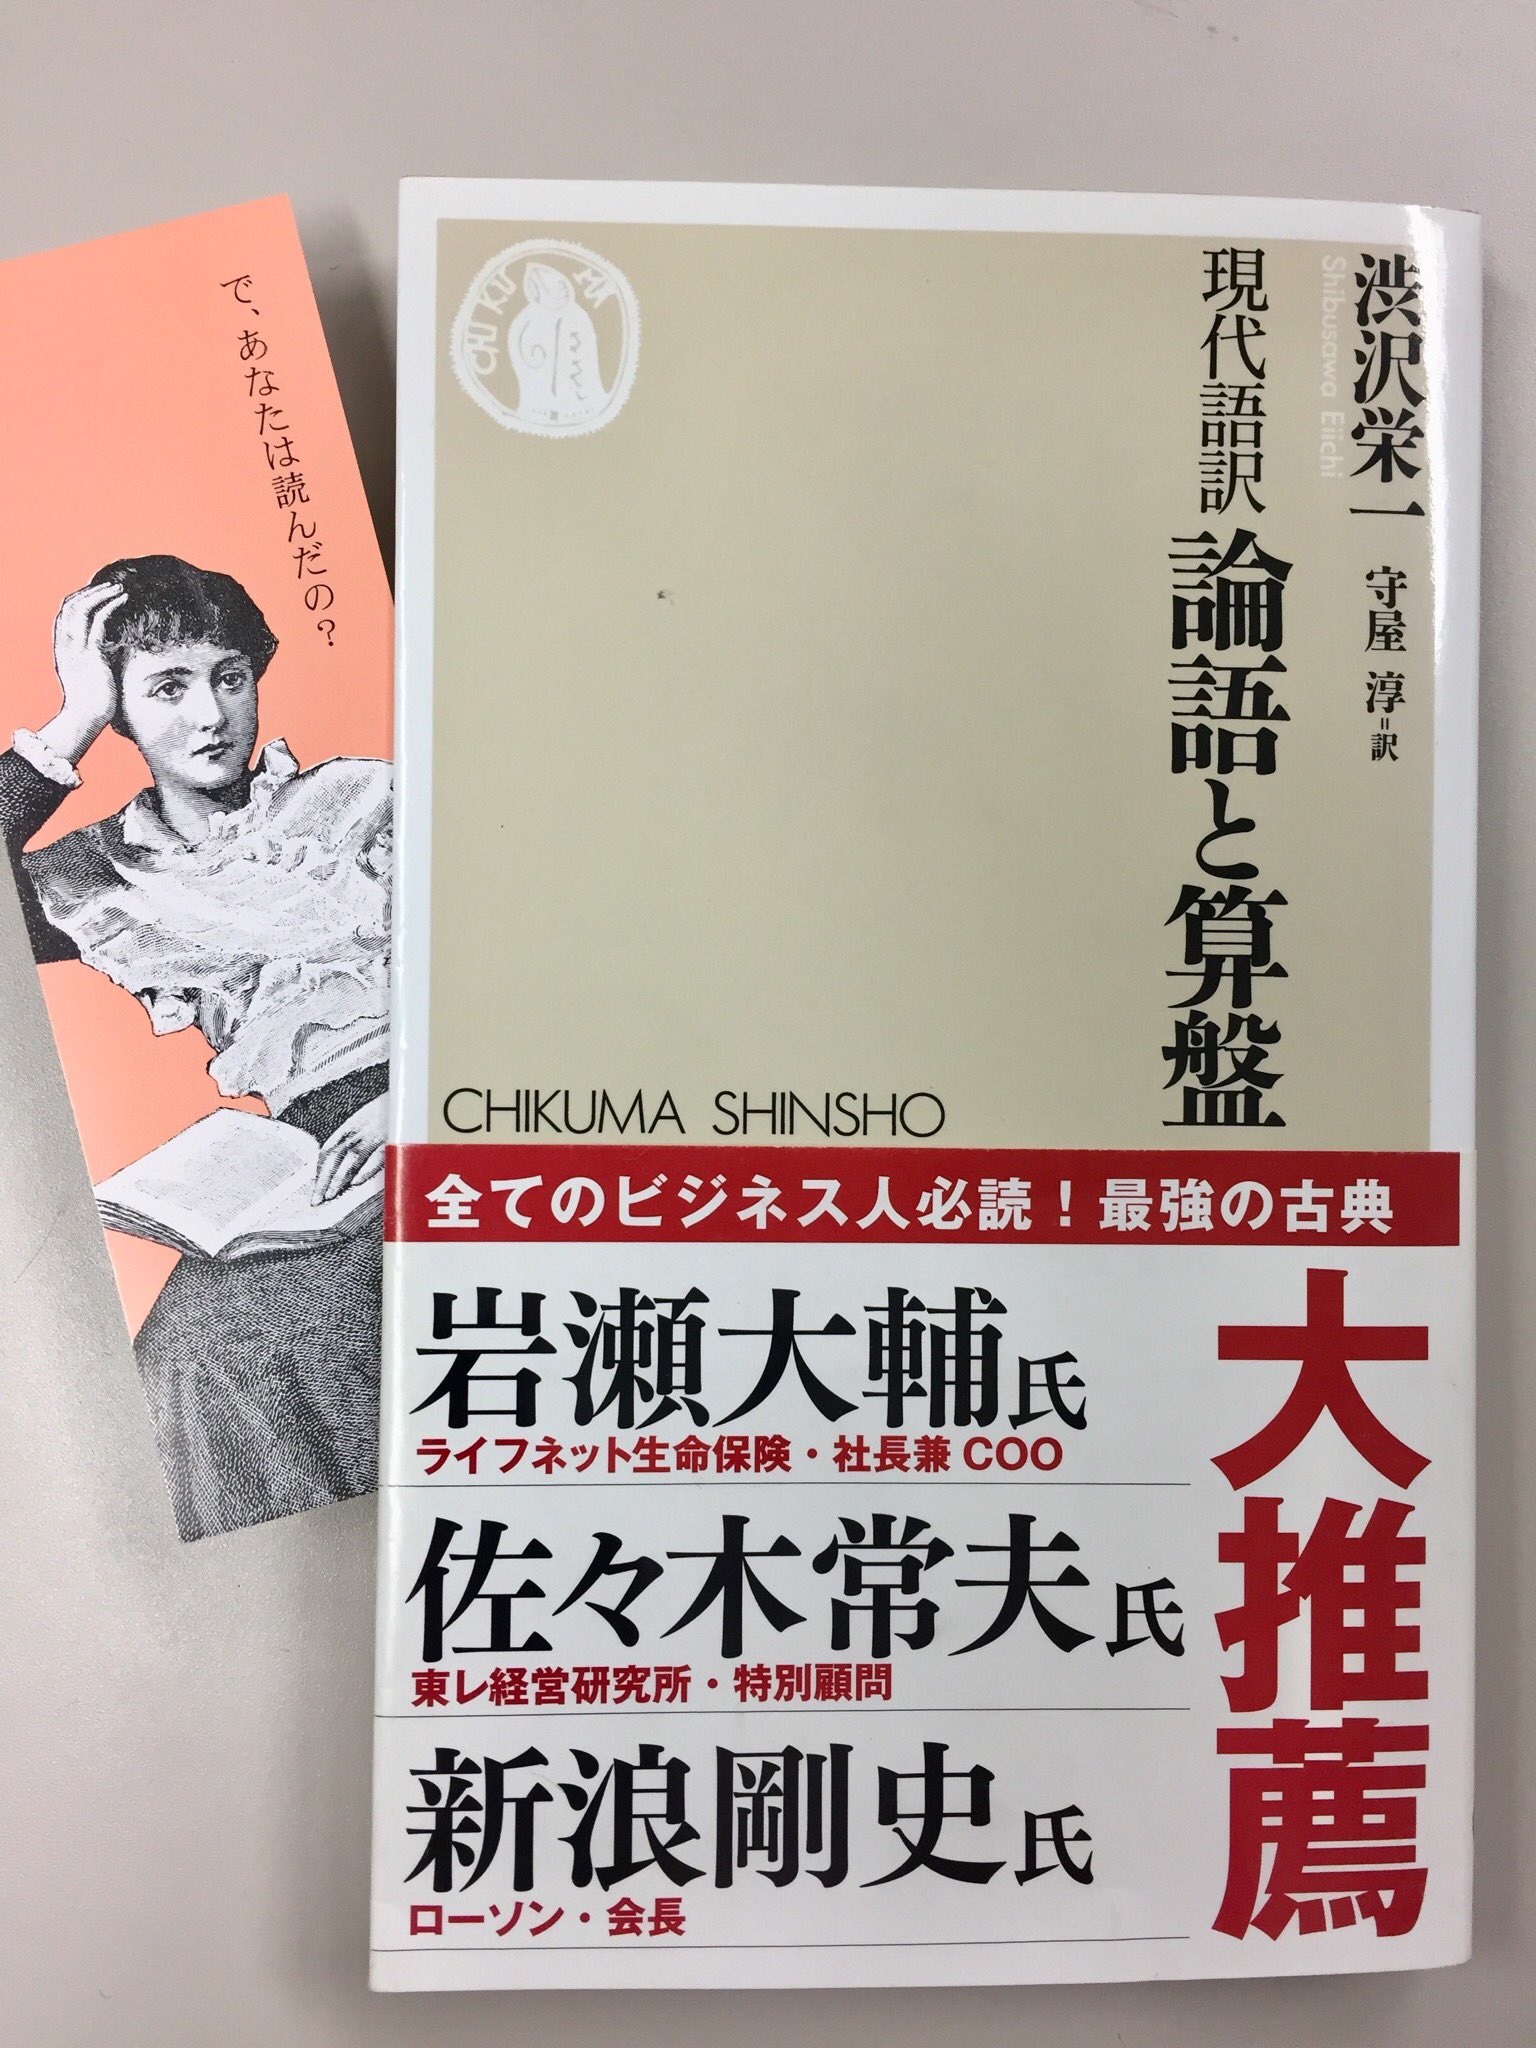 で、あなたは読んだの?
渋沢栄一
Shibusawa Eiichi
守屋 淳=訳
現代語訳 論語と算盤
CHIKUMA
CHIKUMA SHINSHO
全てのビジネス人必読!最強の古典
大推薦
岩瀬大輔氏
ライフネット生命保険・社長兼COO
佐々木常夫氏
東レ経営研究所・特別顧問
新浪剛史氏
ローソン・会長